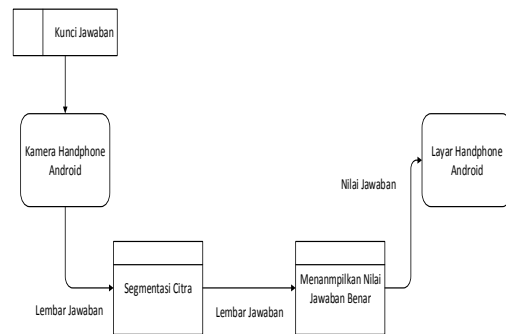 Kunci Jawaban
Kamera Handphone
Android
Layar Handphone
Android
Nilai Jawaban
Segmentasi Citra
Menanmpilkan Nilai
Jawaban Benar
Lembar Jawaban
Lembar Jawaban